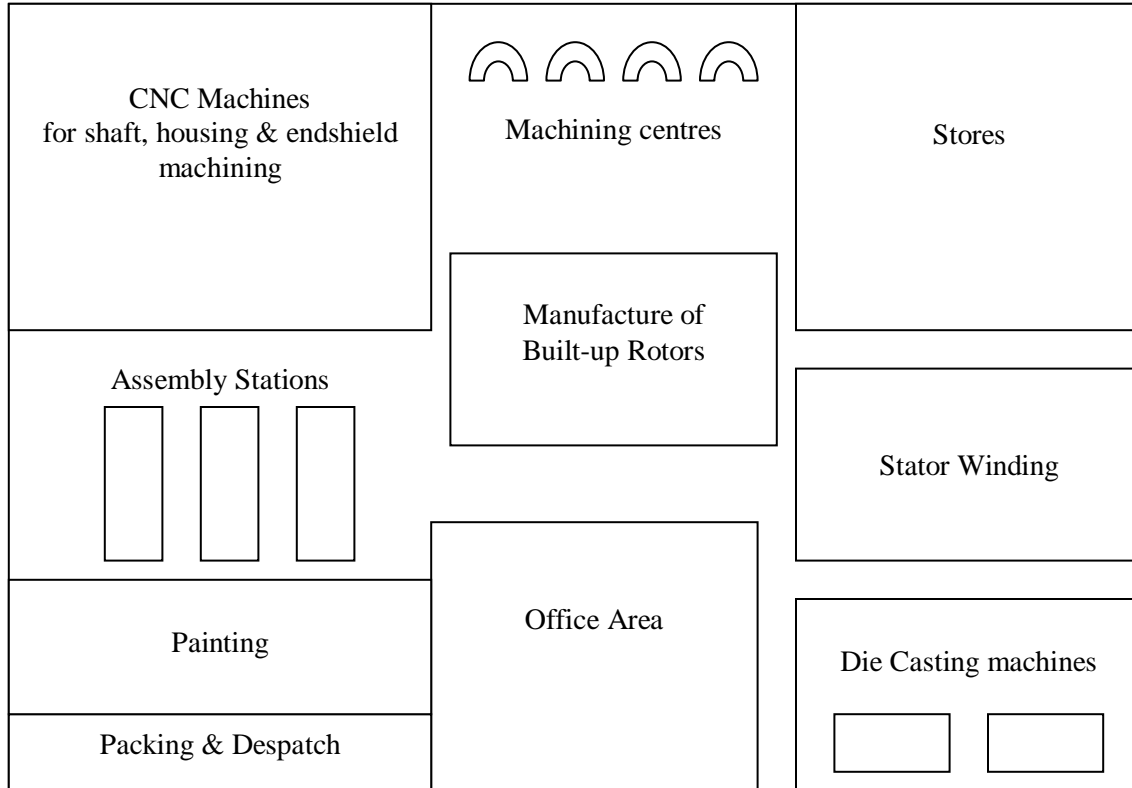 CNC Machines
for shaft, housing & endshield
machining
Machining centres
Stores
Manufacture of
Built-up Rotors
Assembly Stations
Stator Winding
Painting
Office Area
Die Casting machines
Packing & Despatch